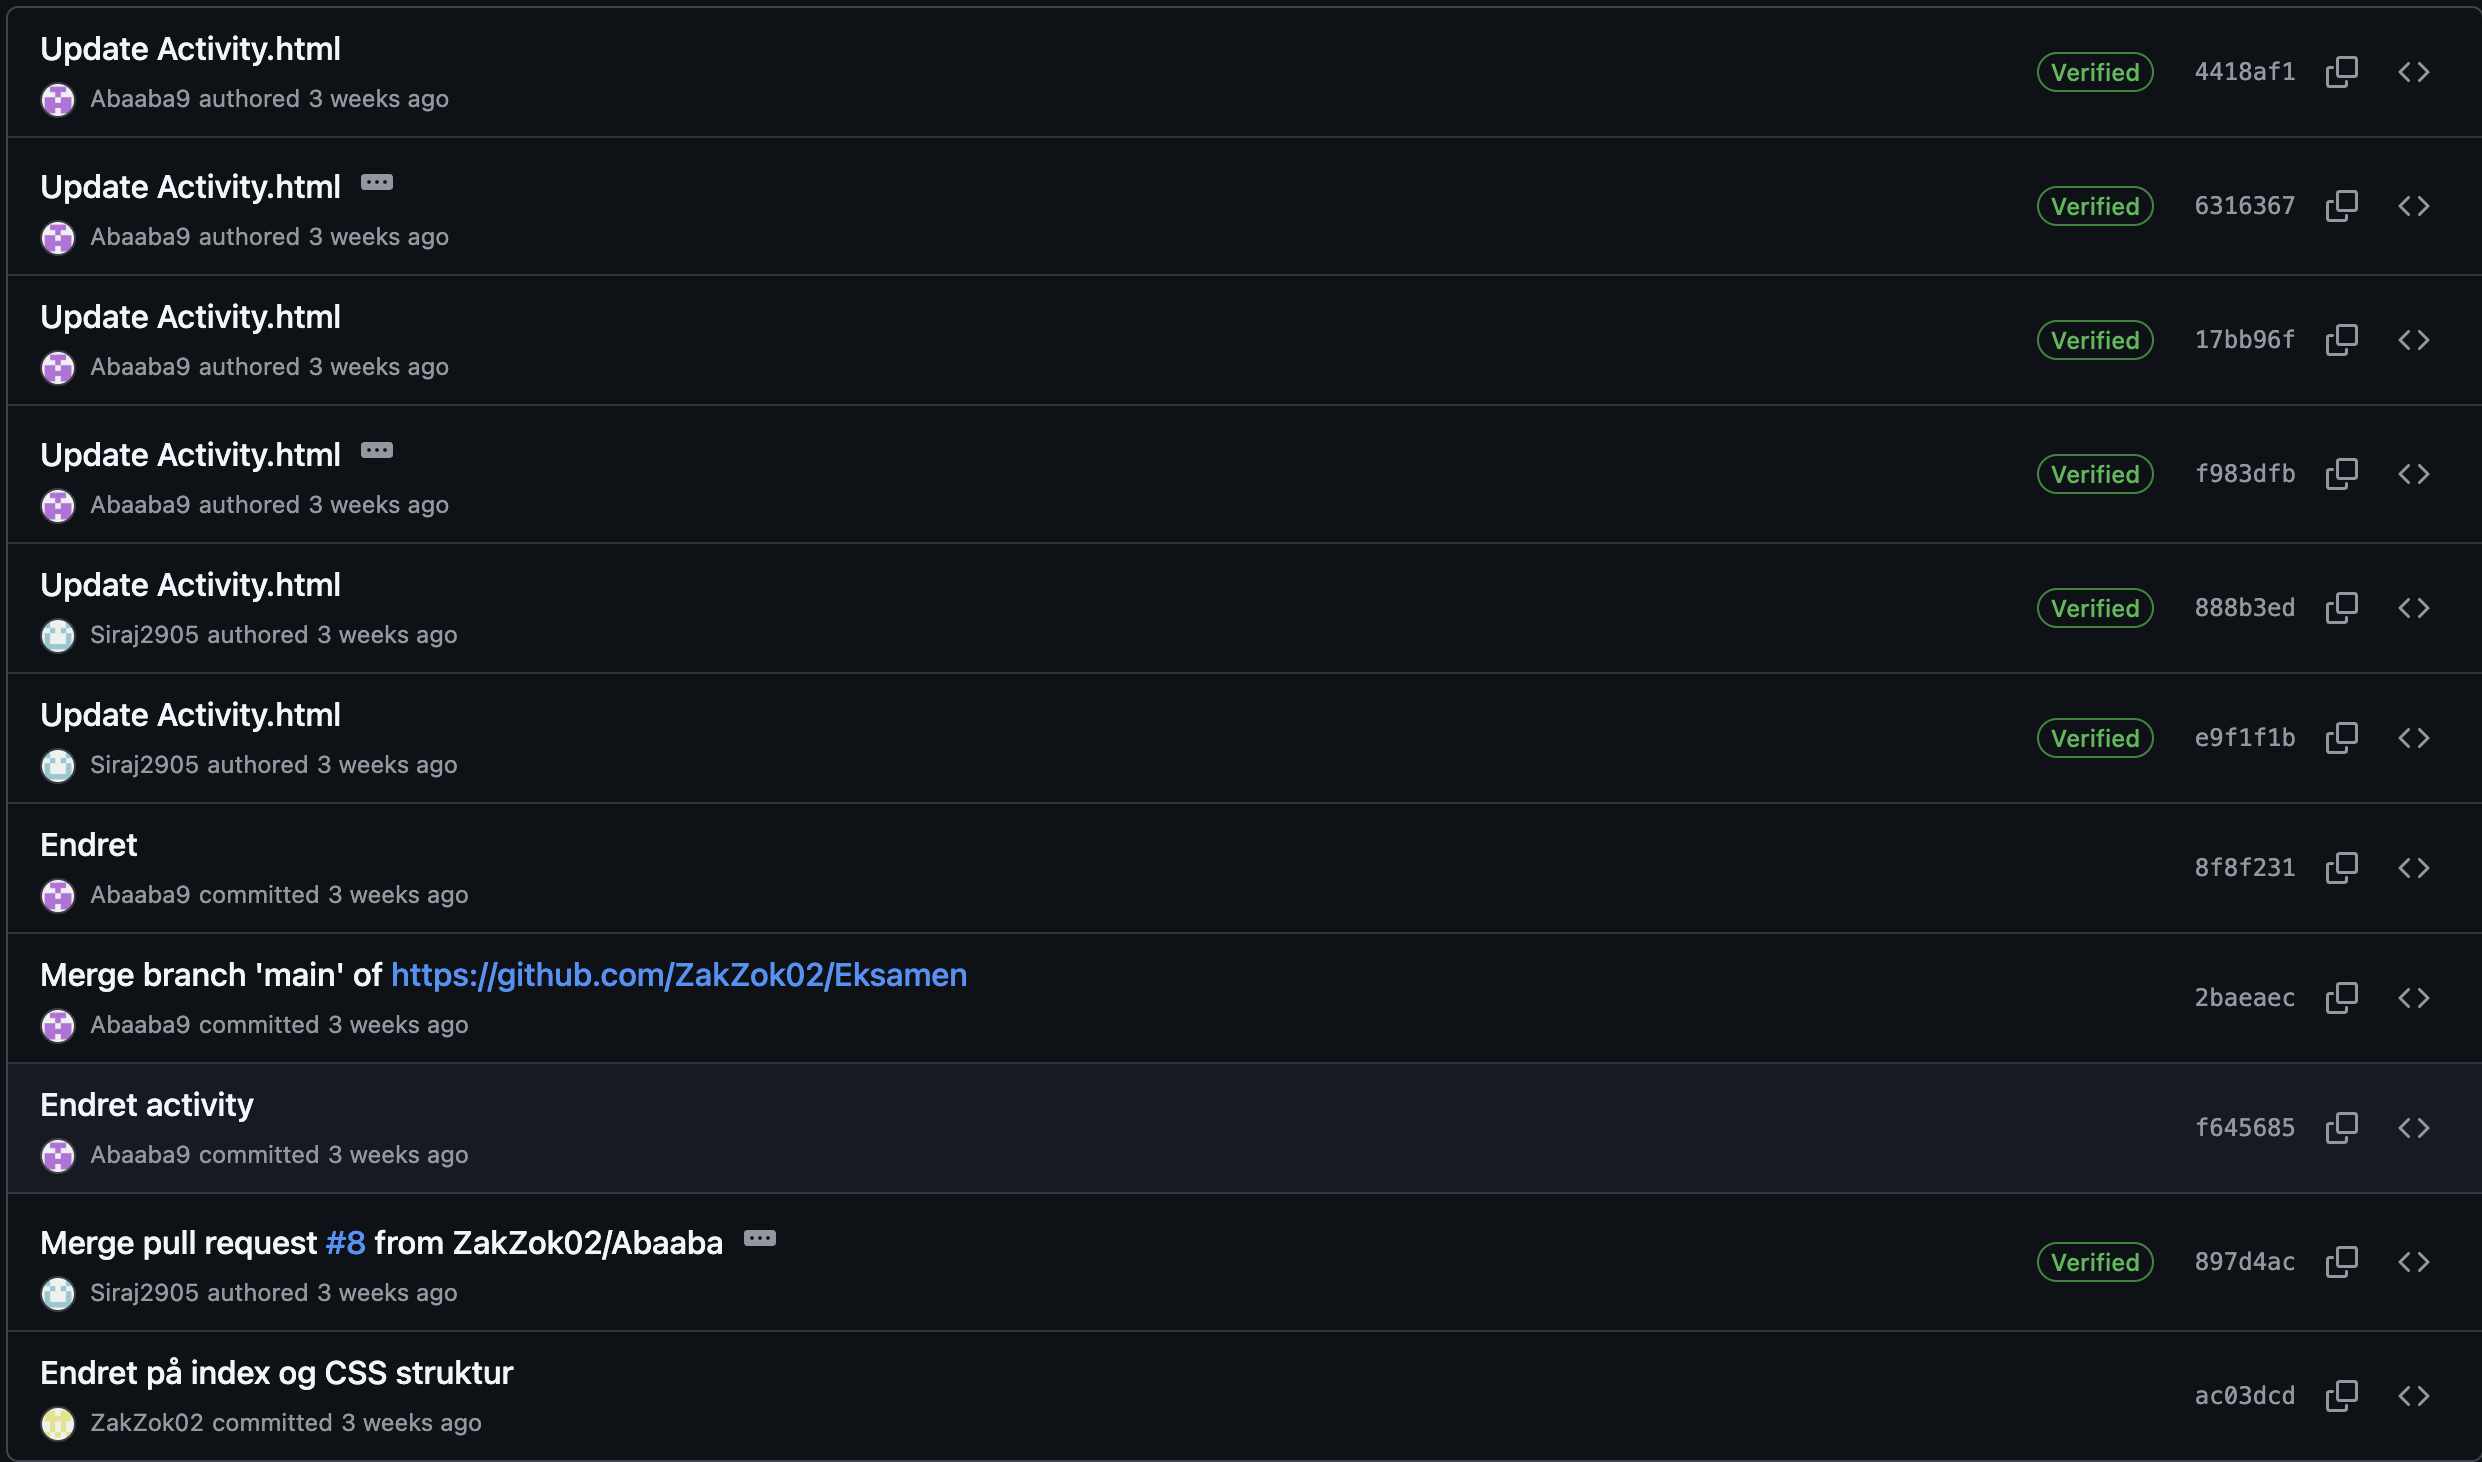 Update Activity.html
Abaaba9 authored 3 weeks ago
Verified 4418af1
Update Activity.html
Abaaba9 authored 3 weeks ago
Verified 6316367
Update Activity.html
Abaaba9 authored 3 weeks ago
Verified 17bb96f
Update Activity.html
Abaaba9 authored 3 weeks ago
Verified f983dfb
Update Activity.html
Siraj2905 authored 3 weeks ago
Verified 888b3ed
Update Activity.html
Siraj2905 authored 3 weeks ago
Verified e9f1f1b
Endret
Abaaba9 committed 3 weeks ago
8f8f231
Merge branch 'main' of https://github.com/ZakZok02/Eksamen
Abaaba9 committed 3 weeks ago
2baeaec
Endret activity
Abaaba9 committed 3 weeks ago
f645685
Merge pull request #8 from ZakZok02/Abaaba
Siraj2905 authored 3 weeks ago
Verified 897d4ac
Endret på index og CSS struktur
ZakZok02 committed 3 weeks ago
ac03dcd